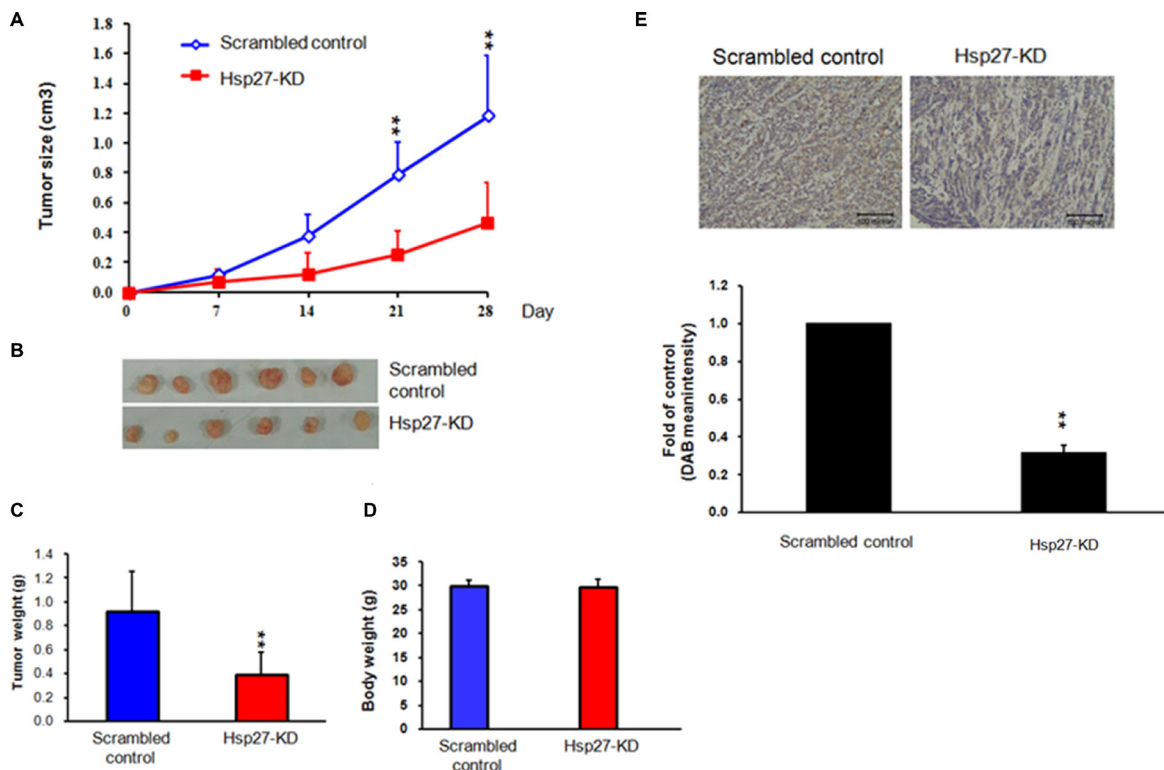 A
Tumor size (cm3)
1.8
1.6
1.4
1.2
1.0
0.8
0.6
0.4
0.2
0.0
Scrambled control
Hsp27-KD
**
**
0 7 14 21 28 Day
B
Scrambled
control
Hsp27-KD
C
Tumor weight (g)
1.4
1.2
1.0
0.8
0.6
0.4
0.2
0.0
**
Scrambled
control
Hsp27-KD
D
Body weight (g)
35
30
25
20
15
10
5
0
Scrambled
control
Hsp27-KD
E
Scrambled control
Hsp27-KD
Fold of control
(DAB meanintensity)
1.2
1.0
0.8
0.6
0.4
0.2
0.0
**
Scrambled control
Hsp27-KD